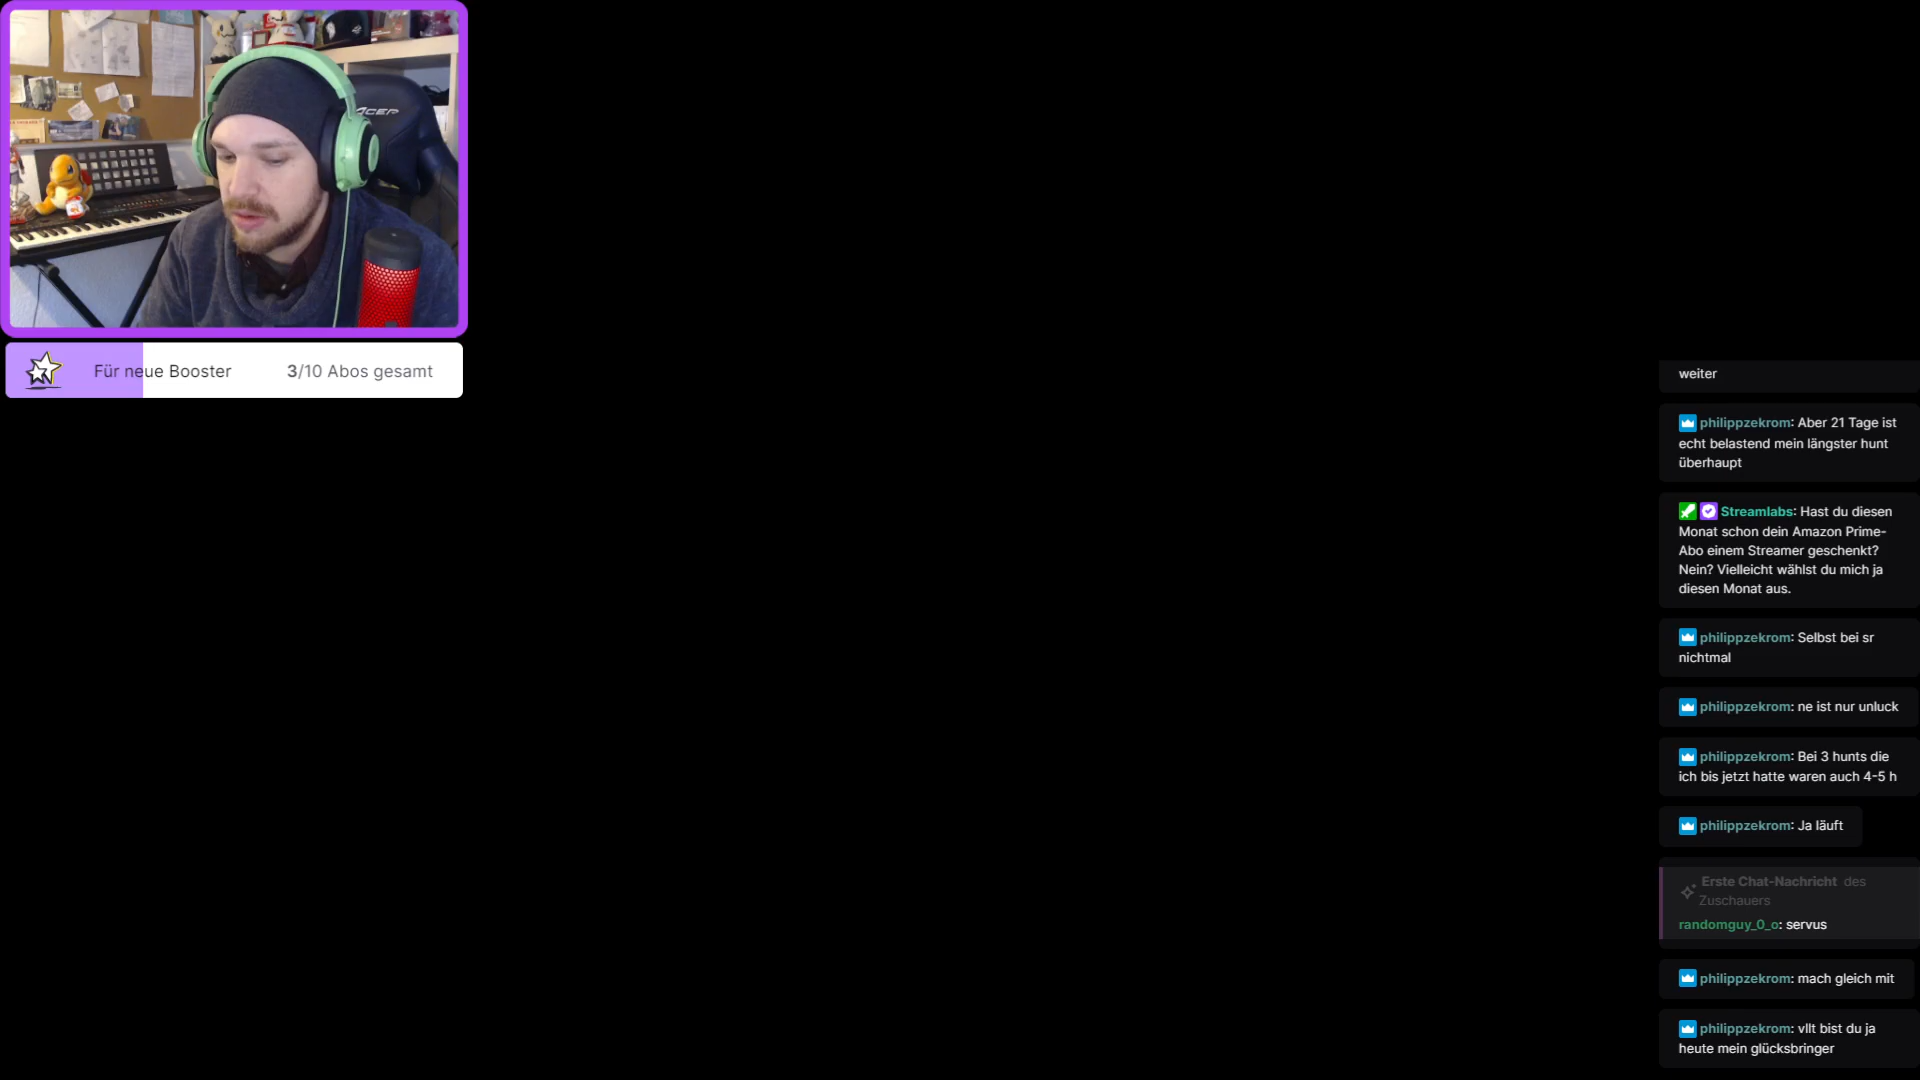 ACER
Für neue Booster 3/10 Abos gesamt
weiter
philippzekrom: Aber 21 Tage ist
echt belastend mein längster hunt
überhaupt
Streamlabs: Hast du diesen
Monat schon dein Amazon Prime-
Abo einem Streamer geschenkt?
Nein? Vielleicht wählst du mich ja
diesen Monat aus.
philippzekrom: Selbst bei sr
nichtmal
philippzekrom: ne ist nur unluck
philippzekrom: Bei 3 hunts die
ich bis jetzt hatte waren auch 4-5 h
philippzekrom: Ja läuft
Erste Chat-Nachricht des
Zuschauers
randomguy_0_o: servus
philippzekrom: mach gleich mit
philippzekrom: vllt bist du ja
heute mein glücksbringer